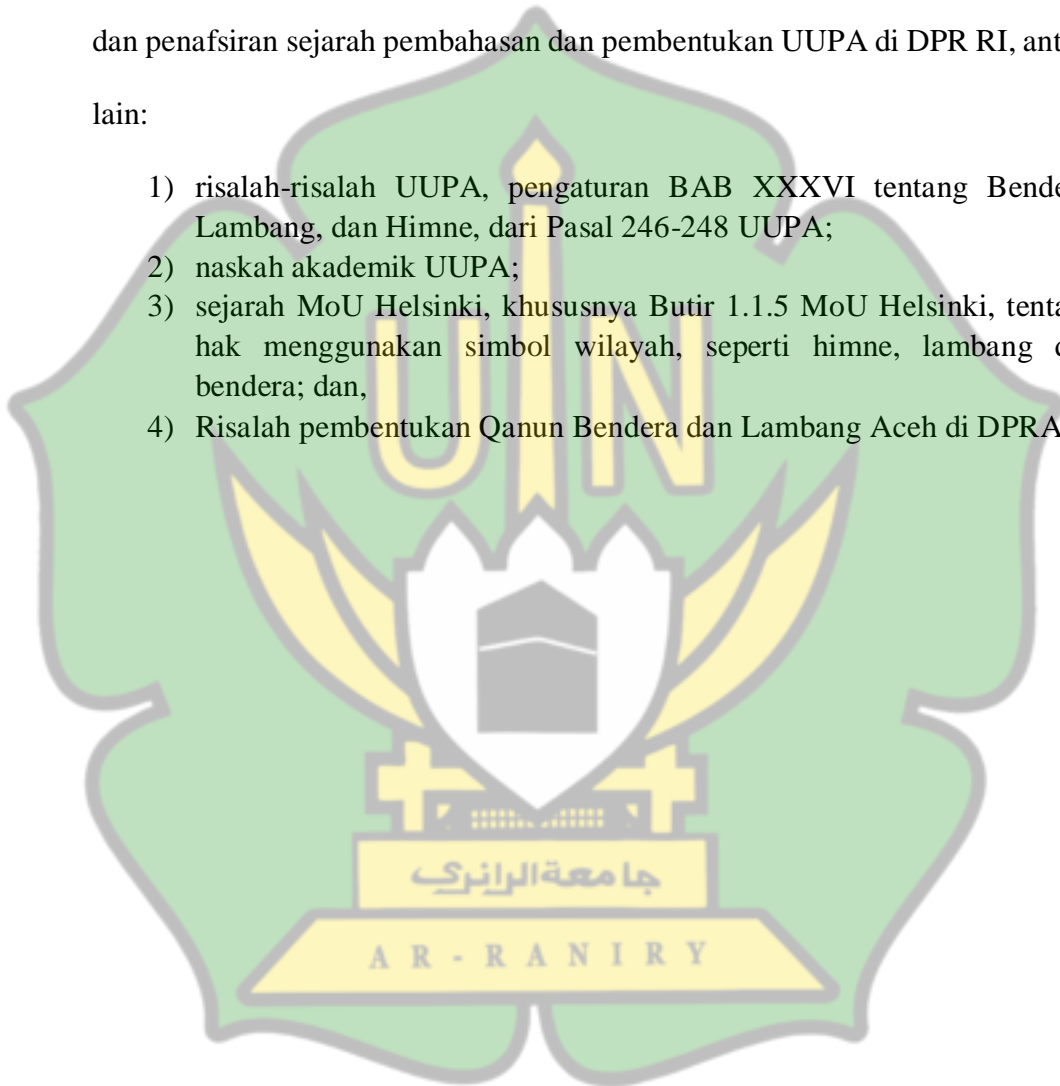 dan penafsiran sejarah pembahasan dan pembentukan UUPA di DPR RI, ant
lain:
1) risalah-risalah UUPA, pengaturan BAB XXXVI tentang Bende
Lambang, dan Himne, dari Pasal 246-248 UUPA;
2) naskah akademik UUPA;
3) sejarah MoU Helsinki, khususnya Butir 1.1.5 MoU Helsinki, tenta
hak menggunakan simbol wilayah, seperti himne, lambang d
bendera; dan,
4) Risalah pembentukan Qanun Bendera dan Lambang Aceh di DPRA
UIN
جامعة الرانري
AR-RANIRY